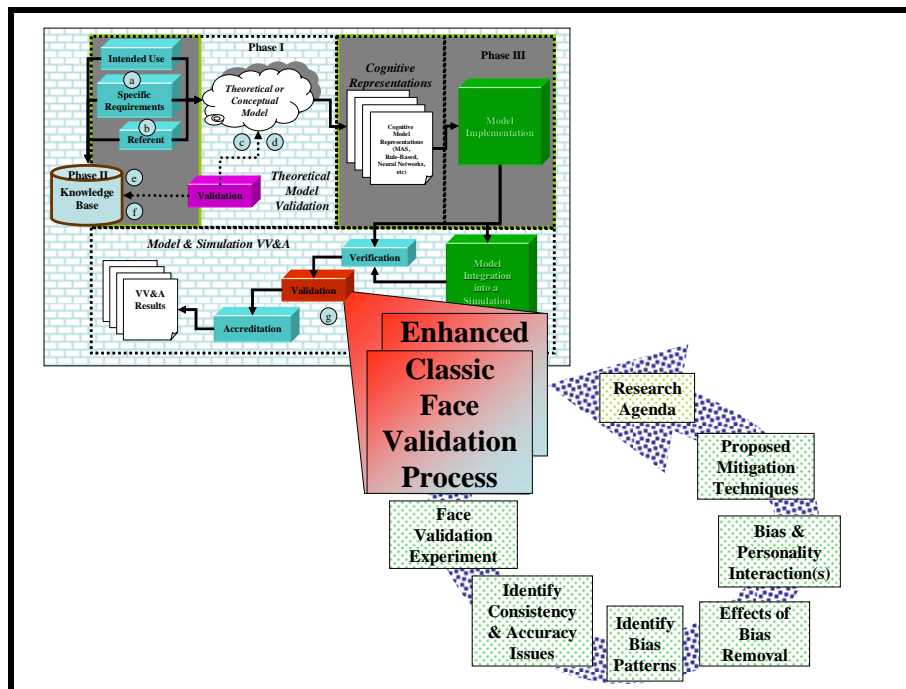 Phase I
Intended Use
a
Specific
Requirements
b
Referent
Theoretical or
Conceptual
Model
c
d
Cognitive
Representations
Cognitive
Model
Representations
(MAS,
Rule-Based,
Neural Networks,
etc)
Phase III
Model
Implementation
Phase II
Knowledge
Base
e
f
Validation
Theoretical
Model
Validation
Model & Simulation VV&A
Verification
Model
Integration
into a
Simulation
Validation
g
VV&A
Results
Accreditation
Enhanced
Classic
Face
Validation
Process
Research
Agenda
Proposed
Mitigation
Techniques
Bias &
Personality
Interaction(s)
Effects of
Bias
Removal
Identify
Bias
Patterns
Identify
Consistency
& Accuracy
Issues
Face
Validation
Experiment